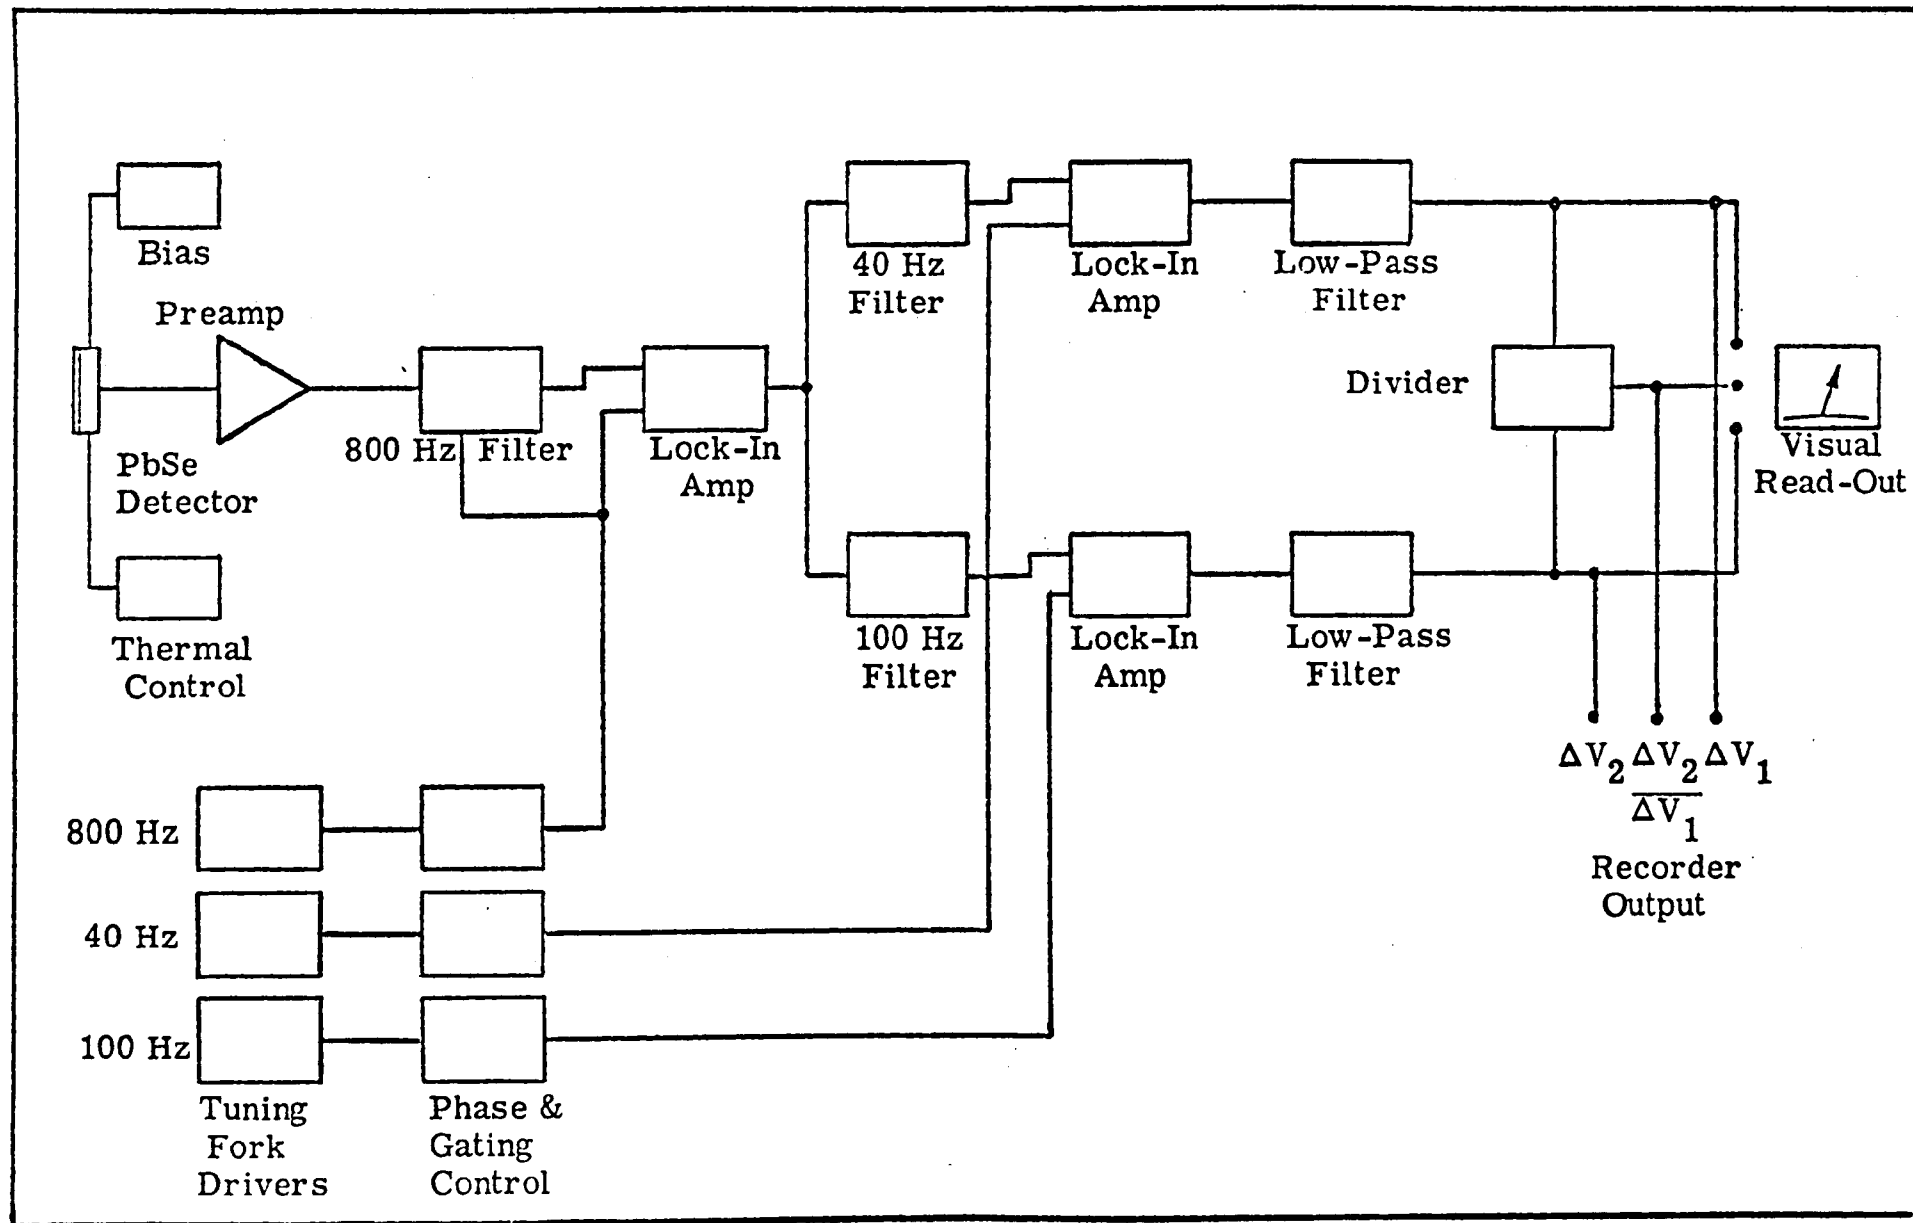 Bias
Preamp
PbSe
Detector
Thermal
Control
800 Hz Filter
Lock-In
Amp
40 Hz
Filter
Lock-In
Amp
Low-Pass
Filter
Divider
Visual
Read-Out
100 Hz
Filter
Lock-In
Amp
Low-Pass
Filter
ΔV2 ΔV2 ΔV1
ΔV1
Recorder
Output
800 Hz
40 Hz
100 Hz
Tuning
Fork
Drivers
Phase &
Gating
Control